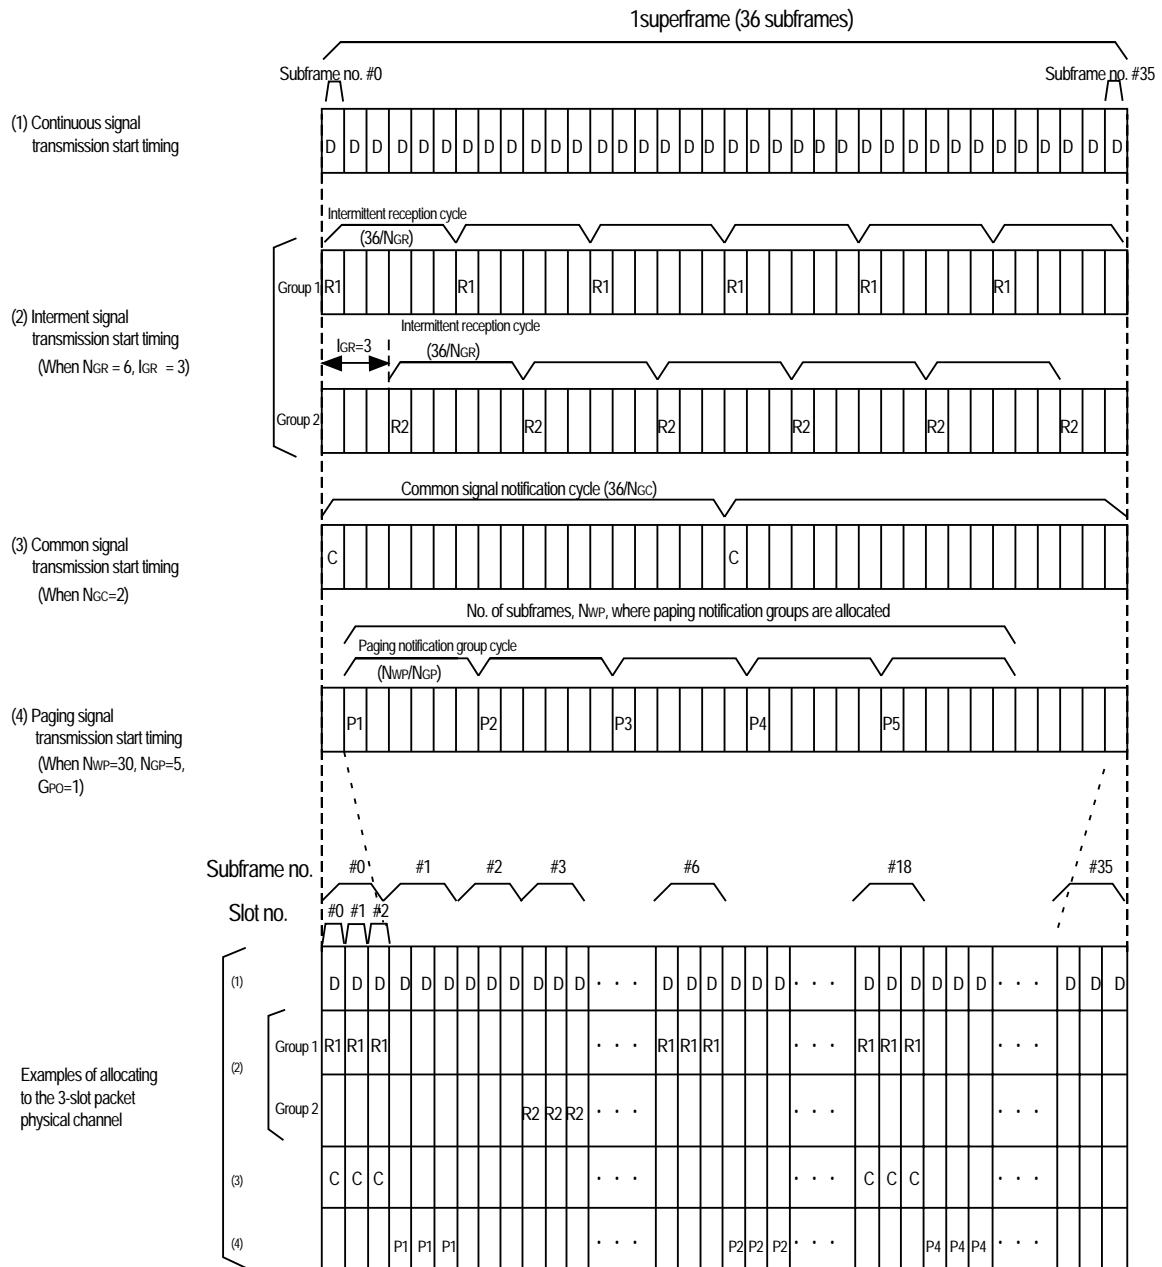 1superframe (36 subframes)
Subframe no. #0 Subframe no. #35
(1) Continuous signal
transmission start timing
D D D D D D D D D D D D D D D D D D D D D D D D D D D D D D D D D D D D
Intermittent reception cycle
(36/NGR)
Group 1 R1 R1 R1 R1 R1 R1
(2) Interment signal
transmission start timing
(When NGR = 6, IGR = 3)
Intermittent reception cycle
IGR=3 (36/NGR)
Group 2 R2 R2 R2 R2 R2 R2
Common signal notification cycle (36/NGC)
(3) Common signal
transmission start timing
(When NGC=2)
C C
No. of subframes, NWP, where paping notification groups are allocated
Paging notification group cycle
(NWP/NGP)
(4) Paging signal
transmission start timing
(When NWP=30, NGP=5,
GPO=1)
P1 P2 P3 P4 P5
Subframe no. #0 #1 #2 #3 #6 #18 #35
Slot no. #0 #1 #2
(1) D D D D D D D D D D D D · · · D D D D D D · · · D D D D D D · · · D D D
(2)
Group 1 R1 R1 R1 · · · R1 R1 R1 · · · R1 R1 R1 · · ·
Group 2 R2 R2 R2 · · · · · · · · ·
Examples of allocating
to the 3-slot packet
physical channel
(3) C C C · · · · · · C C C · · ·
(4) P1 P1 P1 · · · P2 P2 P2 · · · P4 P4 P4 · · ·